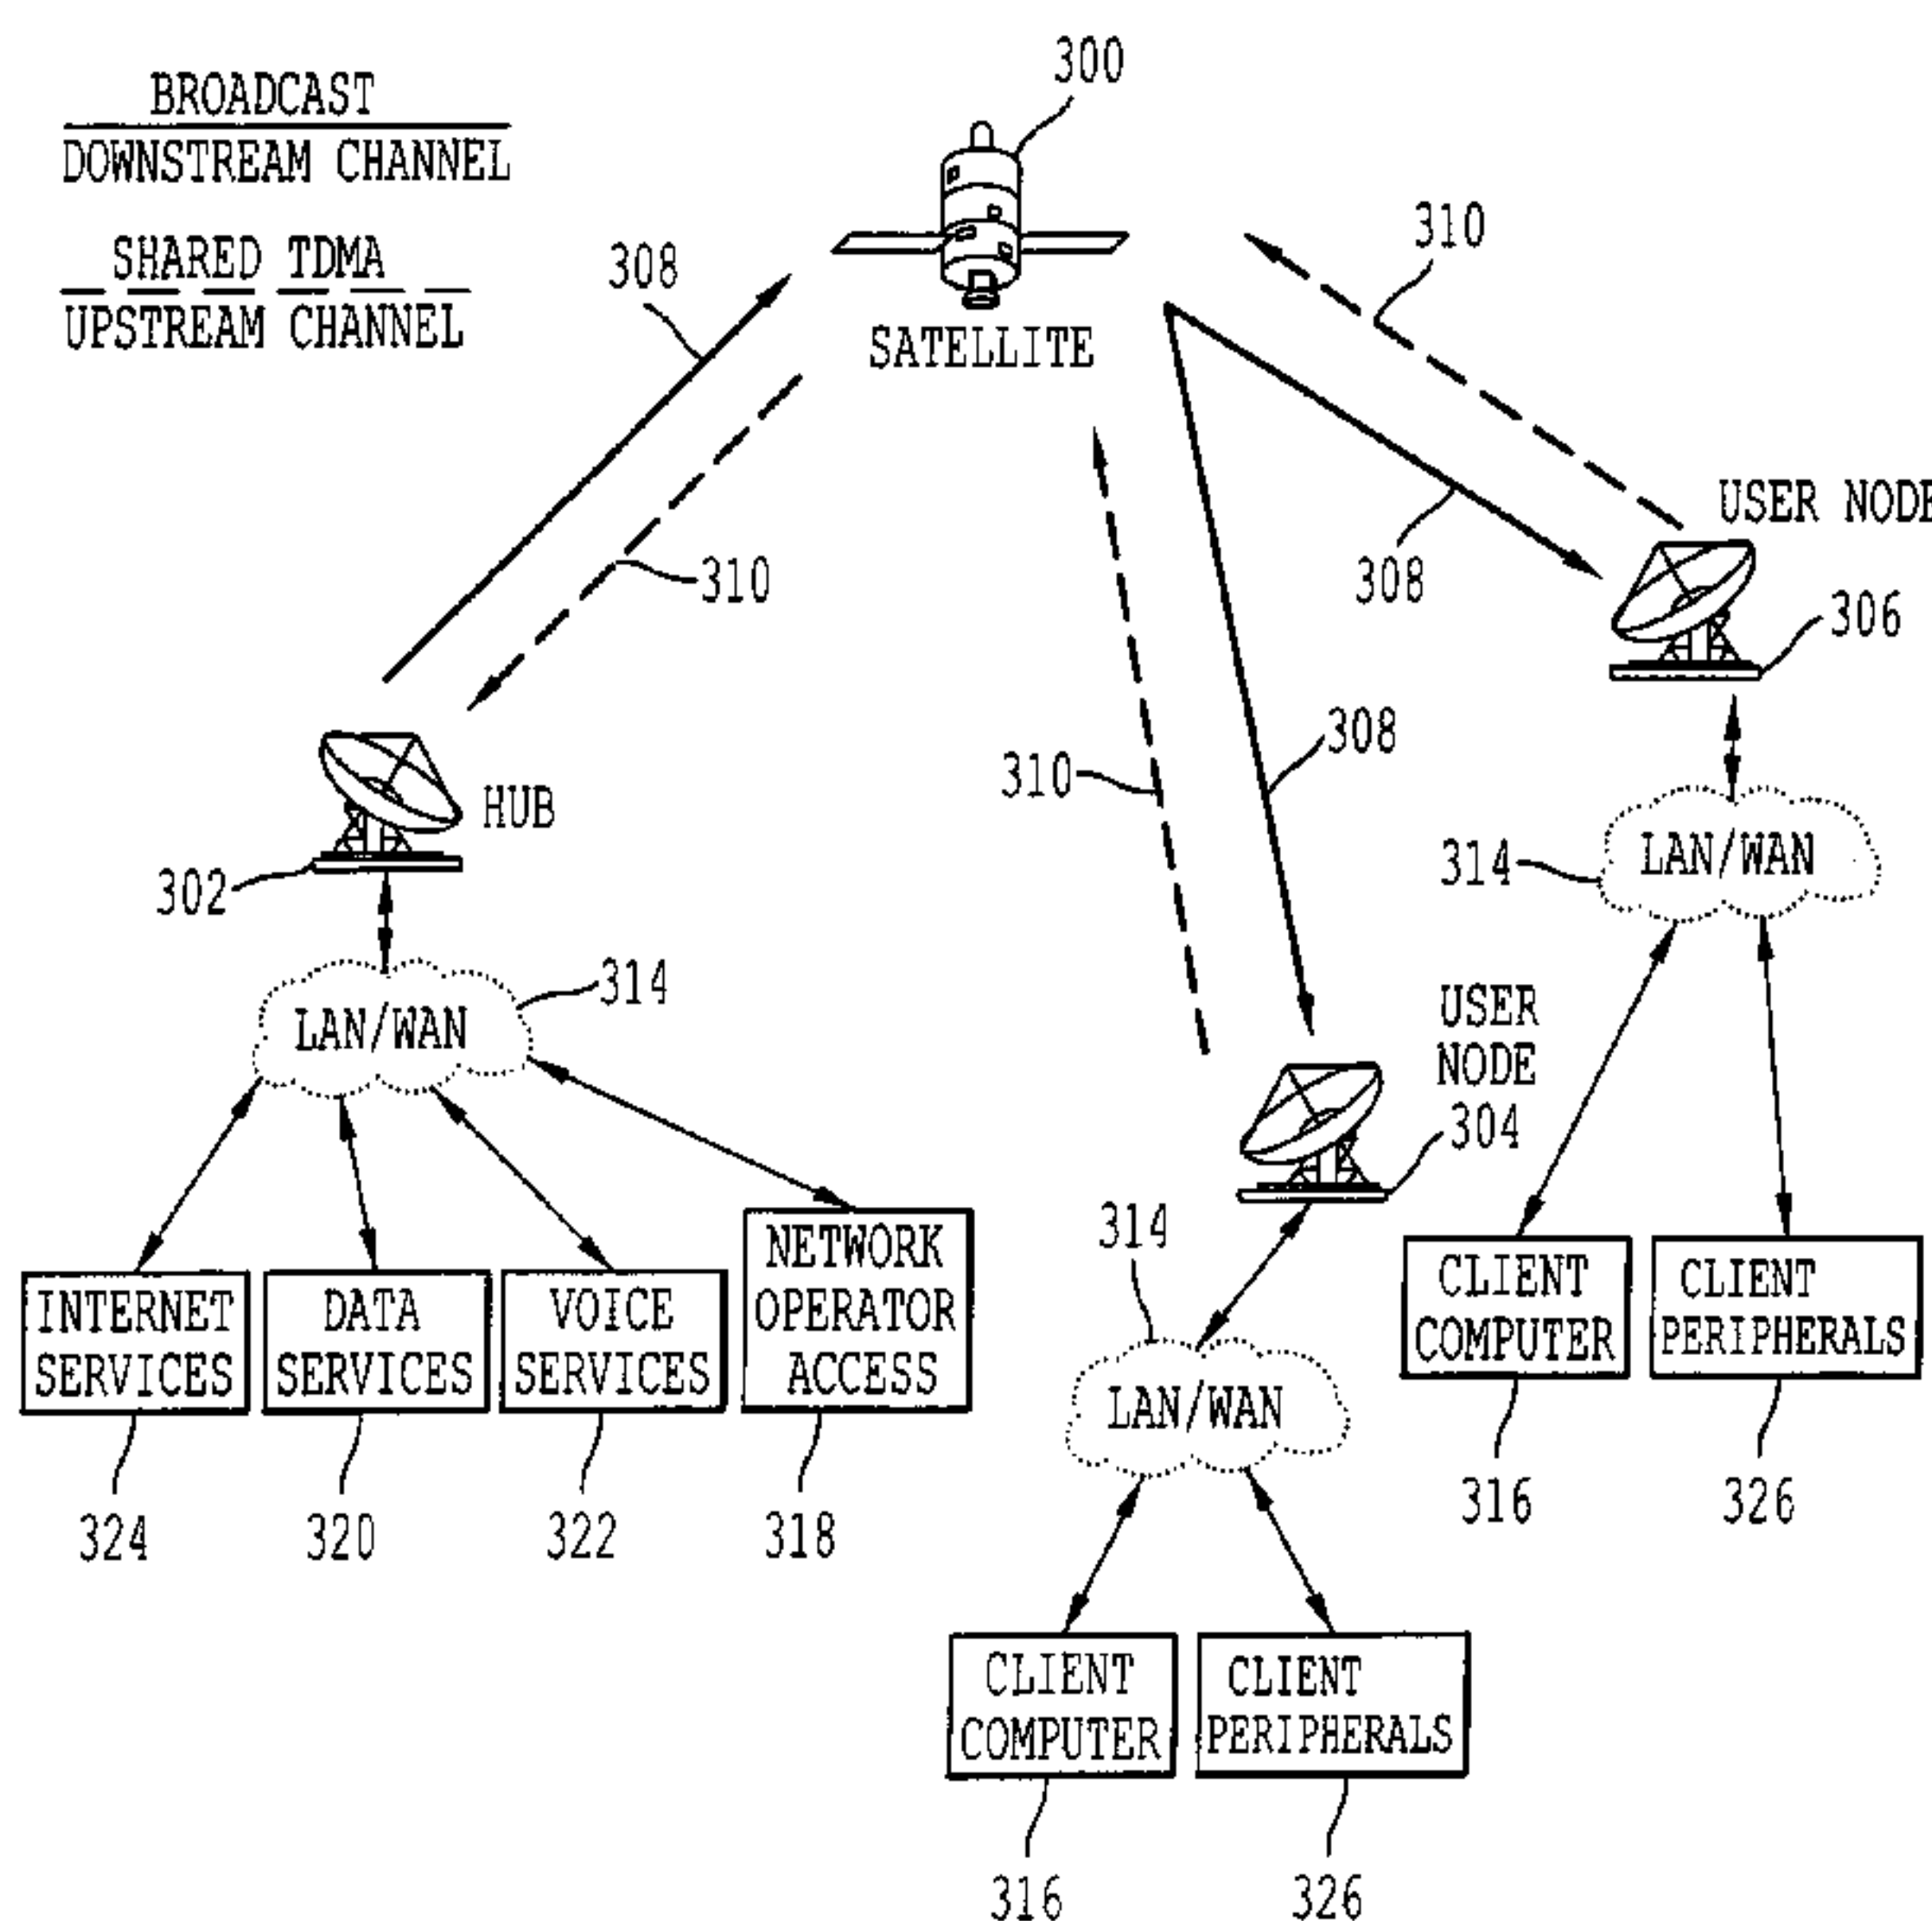 BROADCAST
DOWNSTREAM CHANNEL
SHARED TDMA
UPSTREAM CHANNEL
300
SATELLITE
308
310
310
308
USER NODE
306
310
308
HUB
302
LAN/WAN
314
LAN/WAN
314
USER
NODE
304
INTERNET
SERVICES
DATA
SERVICES
VOICE
SERVICES
NETWORK
OPERATOR
ACCESS
324
320
322
318
314
LAN/WAN
CLIENT
COMPUTER
CLIENT
PERIPHERALS
316
326
CLIENT
COMPUTER
CLIENT
PERIPHERALS
316
326